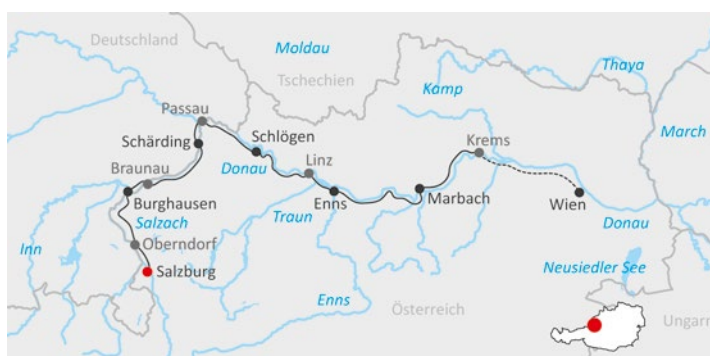 Deutschland
Moldau
Tschechien
Thaya
Kamp
Passau
Schärding
Schlögen
Krems
March
Braunau
Donau
Linz
Burghausen
Enns
Marbach
Wien
Salzach
Traun
Donau
Inn
Oberndorf
Salzburg
Neusiedler See
Enns
Österreich
Ungarn